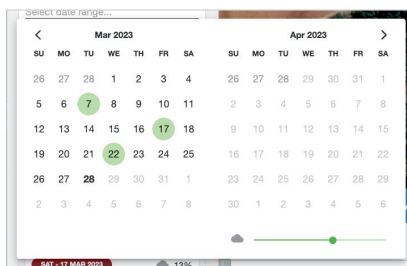 Select date range...
Mar 2023 Apr 2023
SU MO TU WE TH FR SA SU MO TU WE TH FR SA
26 27 28 1 2 3 4 26 27 28 29 30 31 1
5 6 7 8 9 10 11 2 3 4 5 6 7 8
12 13 14 15 16 17 18 9 10 11 12 13 14 15
19 20 21 22 23 24 25 16 17 18 19 20 21 22
26 27 28 29 30 31 1 23 24 25 26 27 28 29
2 3 4 5 6 7 8 30 1 2 3 4 5 6
SAT - 17 MAR 2023 13%